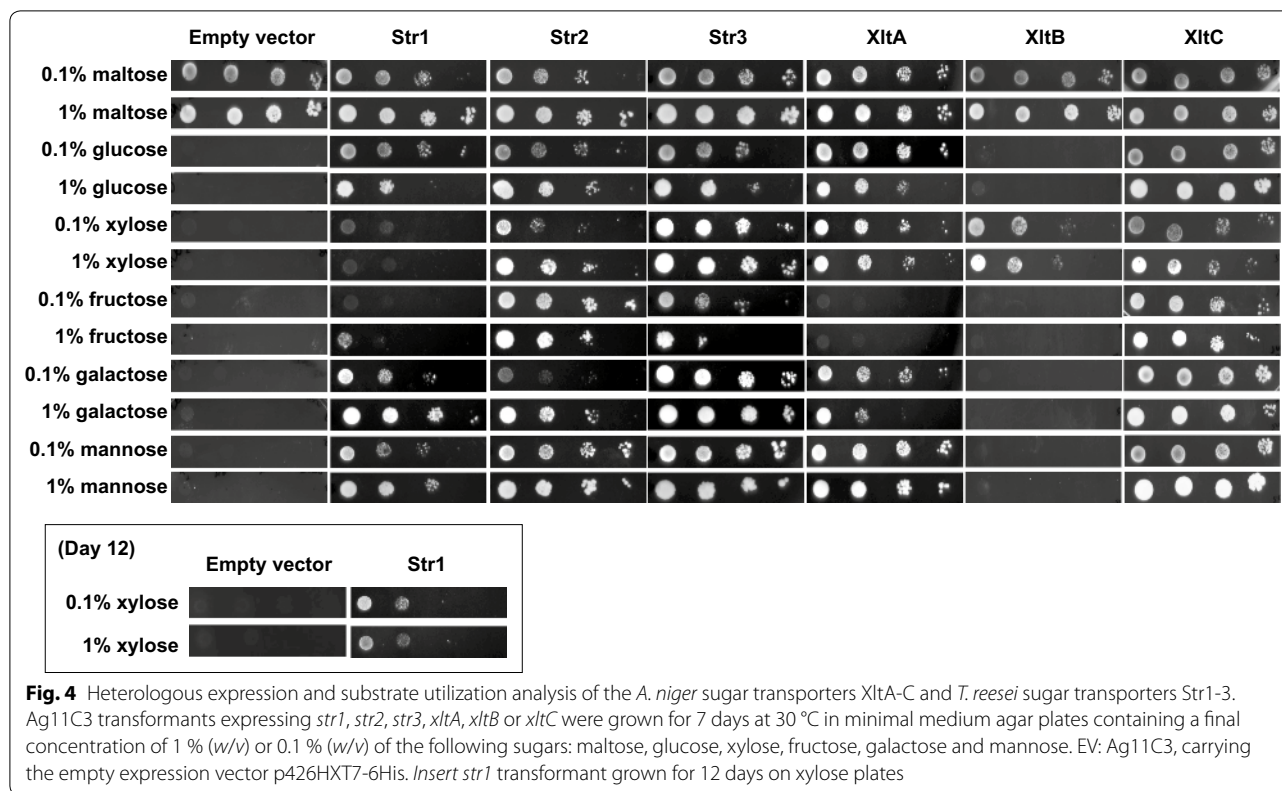 Empty vector Str1 Str2 Str3 XltA XltB XltC
0.1% maltose
1% maltose
0.1% glucose
1% glucose
0.1% xylose
1% xylose
0.1% fructose
1% fructose
0.1% galactose
1% galactose
0.1% mannose
1% mannose
(Day 12)
Empty vector Str1
0.1% xylose
1% xylose
Fig. 4 Heterologous expression and substrate utilization analysis of the A. niger sugar transporters XltA-C and T. reesei sugar transporters Str1-3.
Ag11C3 transformants expressing str1, str2, str3, xltA, xltB or xltC were grown for 7 days at 30 °C in minimal medium agar plates containing a final
concentration of 1 % (w/v) or 0.1 % (w/v) of the following sugars: maltose, glucose, xylose, fructose, galactose and mannose. EV: Ag11C3, carrying
the empty expression vector p426HXT7-6His. Insert str1 transformant grown for 12 days on xylose plates